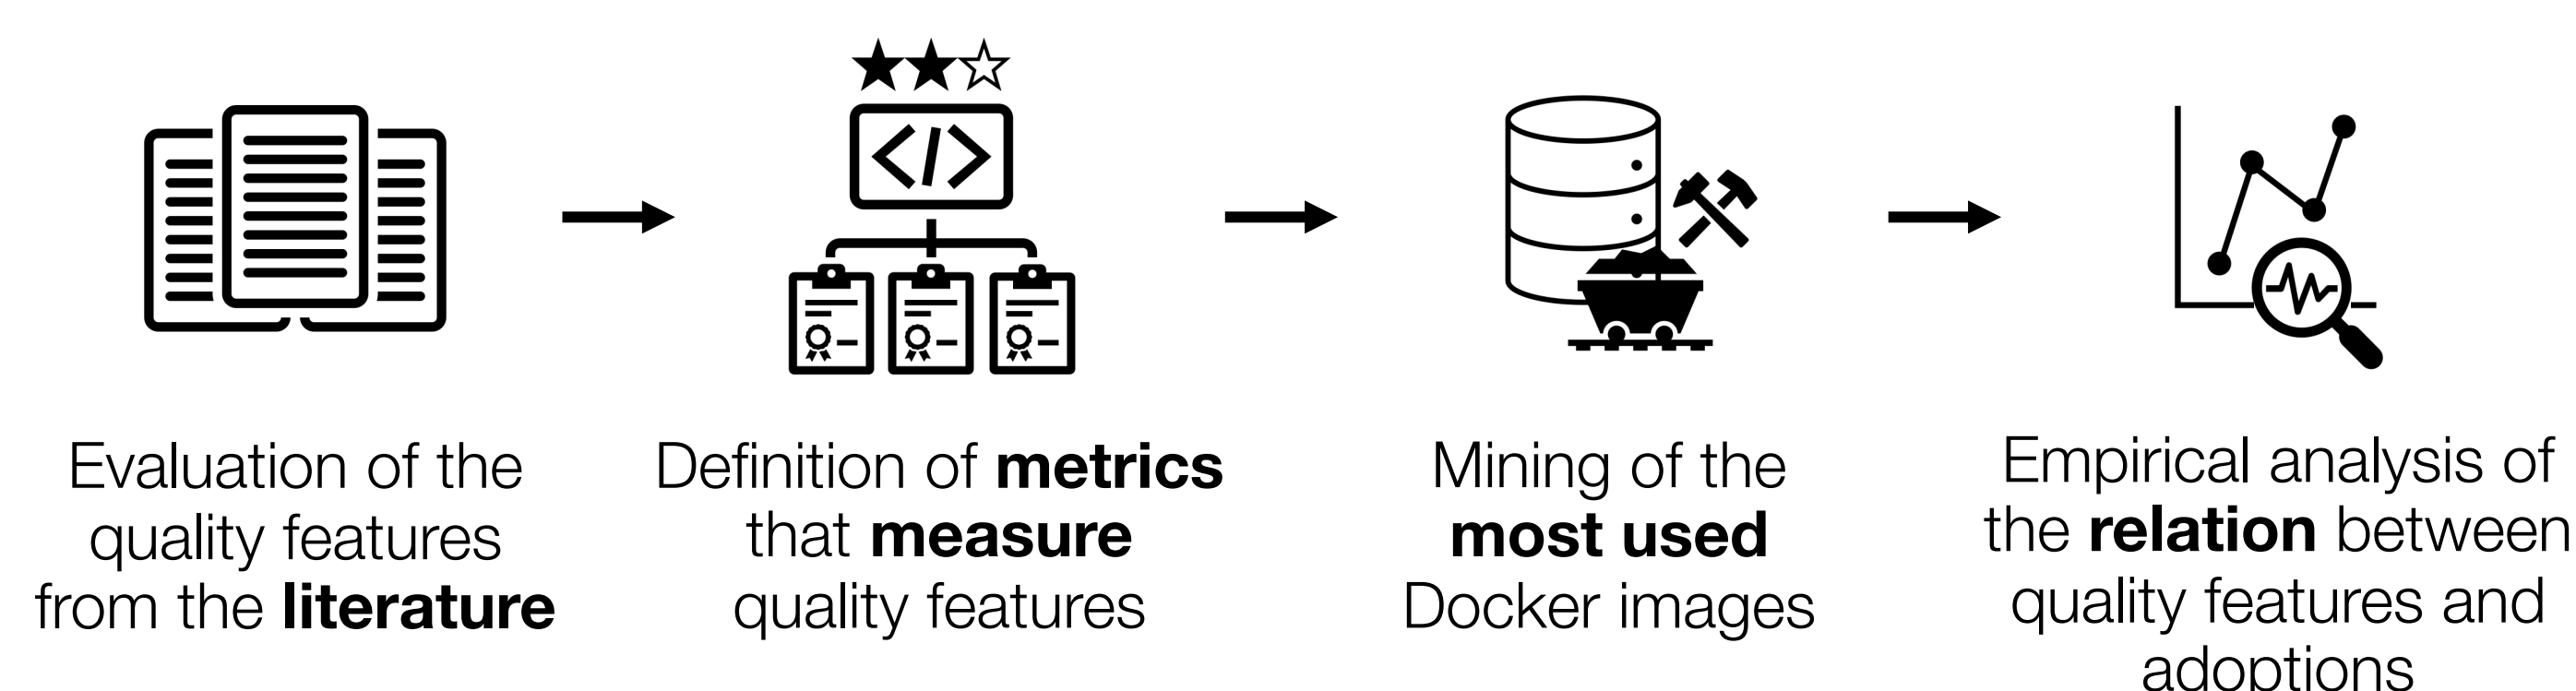 Evaluation of the
quality features
from the literature
Definition of metrics
that measure
quality features
Mining of the
most used
Docker images
Empirical analysis of
the relation between
quality features and
adoptions